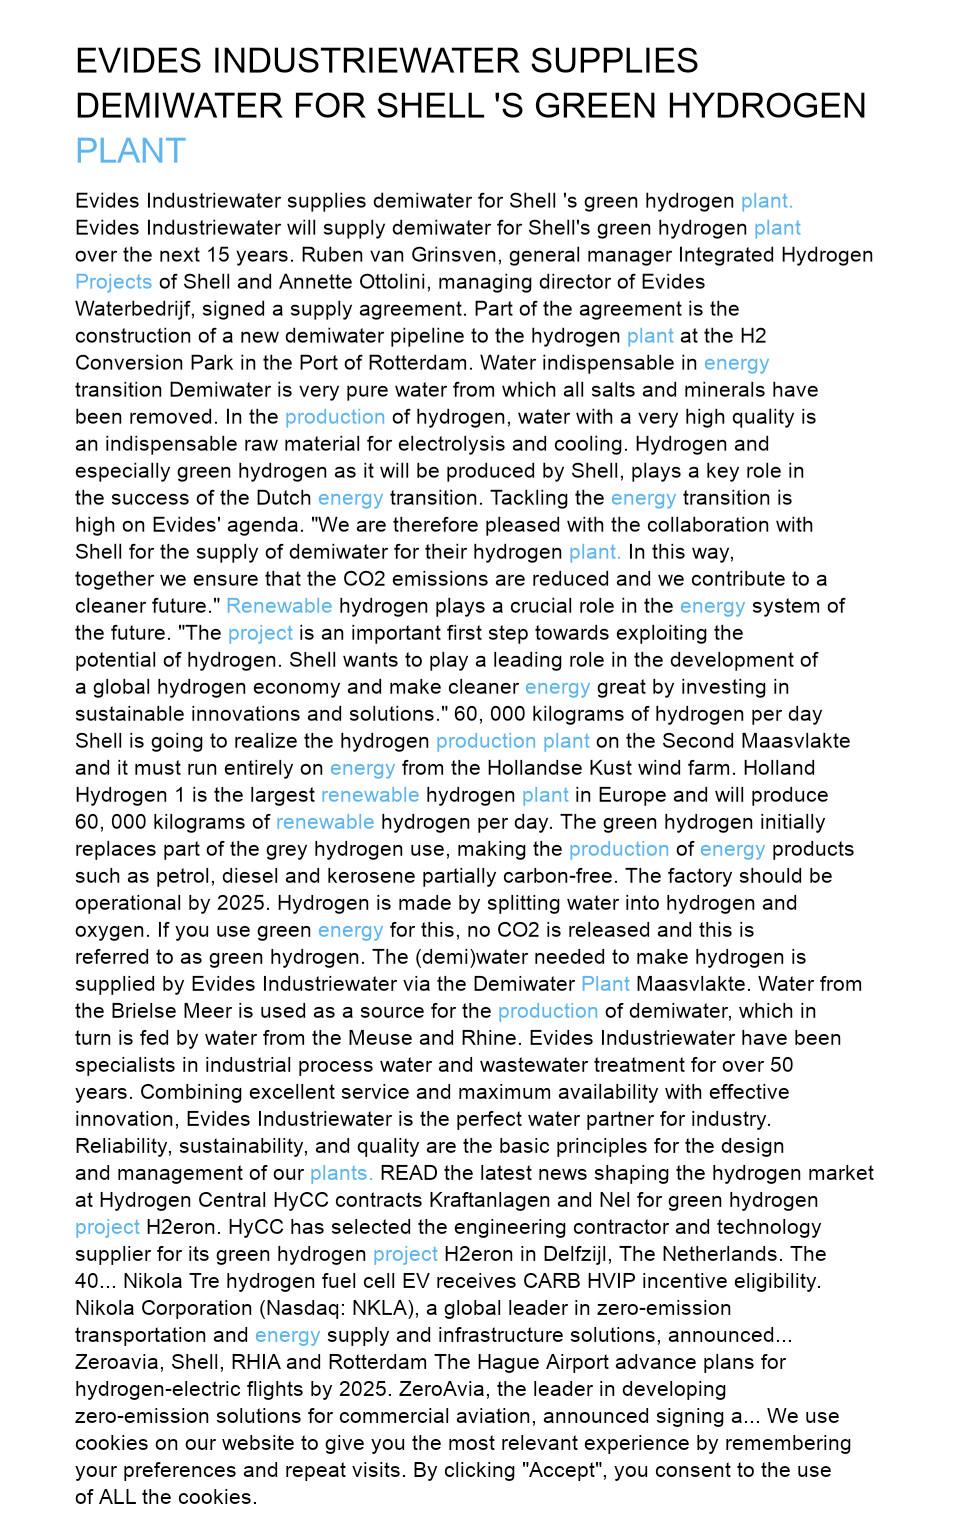 EVIDES INDUSTRIEWATER SUPPLIES
DEMIWATER FOR SHELL 'S GREEN HYDROGEN
PLANT
Evides Industriewater supplies demiwater for Shell 's green hydrogen plant.
Evides Industriewater will supply demiwater for Shell's green hydrogen plant
over the next 15 years. Ruben van Grinsven, general manager Integrated Hydrogen
Projects of Shell and Annette Ottolini, managing director of Evides
Waterbedrijf, signed a supply agreement. Part of the agreement is the
construction of a new demiwater pipeline to the hydrogen plant at the H2
Conversion Park in the Port of Rotterdam. Water indispensable in energy
transition Demiwater is very pure water from which all salts and minerals have
been removed. In the production of hydrogen, water with a very high quality is
an indispensable raw material for electrolysis and cooling. Hydrogen and
especially green hydrogen as it will be produced by Shell, plays a key role in
the success of the Dutch energy transition. Tackling the energy transition is
high on Evides' agenda. "We are therefore pleased with the collaboration with
Shell for the supply of demiwater for their hydrogen plant. In this way,
together we ensure that the CO2 emissions are reduced and we contribute to a
cleaner future." Renewable hydrogen plays a crucial role in the energy system of
the future. "The project is an important first step towards exploiting the
potential of hydrogen. Shell wants to play a leading role in the development of
a global hydrogen economy and make cleaner energy great by investing in
sustainable innovations and solutions." 60, 000 kilograms of hydrogen per day
Shell is going to realize the hydrogen production plant on the Second Maasvlakte
and it must run entirely on energy from the Hollandse Kust wind farm. Holland
Hydrogen 1 is the largest renewable hydrogen plant in Europe and will produce
60, 000 kilograms of renewable hydrogen per day. The green hydrogen initially
replaces part of the grey hydrogen use, making the production of energy products
such as petrol, diesel and kerosene partially carbon-free. The factory should be
operational by 2025. Hydrogen is made by splitting water into hydrogen and
oxygen. If you use green energy for this, no CO2 is released and this is
referred to as green hydrogen. The (demi)water needed to make hydrogen is
supplied by Evides Industriewater via the Demiwater Plant Maasvlakte. Water from
the Brielse Meer is used as a source for the production of demiwater, which in
turn is fed by water from the Meuse and Rhine. Evides Industriewater have been
specialists in industrial process water and wastewater treatment for over 50
years. Combining excellent service and maximum availability with effective
innovation, Evides Industriewater is the perfect water partner for industry.
Reliability, sustainability, and quality are the basic principles for the design
and management of our plants. READ the latest news shaping the hydrogen market
at Hydrogen Central HyCC contracts Kraftanlagen and Nel for green hydrogen
project H2eron. HyCC has selected the engineering contractor and technology
supplier for its green hydrogen project H2eron in Delfzijl, The Netherlands. The
40... Nikola Tre hydrogen fuel cell EV receives CARB HVIP incentive eligibility.
Nikola Corporation (Nasdaq: NKLA), a global leader in zero-emission
transportation and energy supply and infrastructure solutions, announced...
Zeroavia, Shell, RHIA and Rotterdam The Hague Airport advance plans for
hydrogen-electric flights by 2025. ZeroAvia, the leader in developing
zero-emission solutions for commercial aviation, announced signing a... We use
cookies on our website to give you the most relevant experience by remembering
your preferences and repeat visits. By clicking "Accept", you consent to the use
of ALL the cookies.